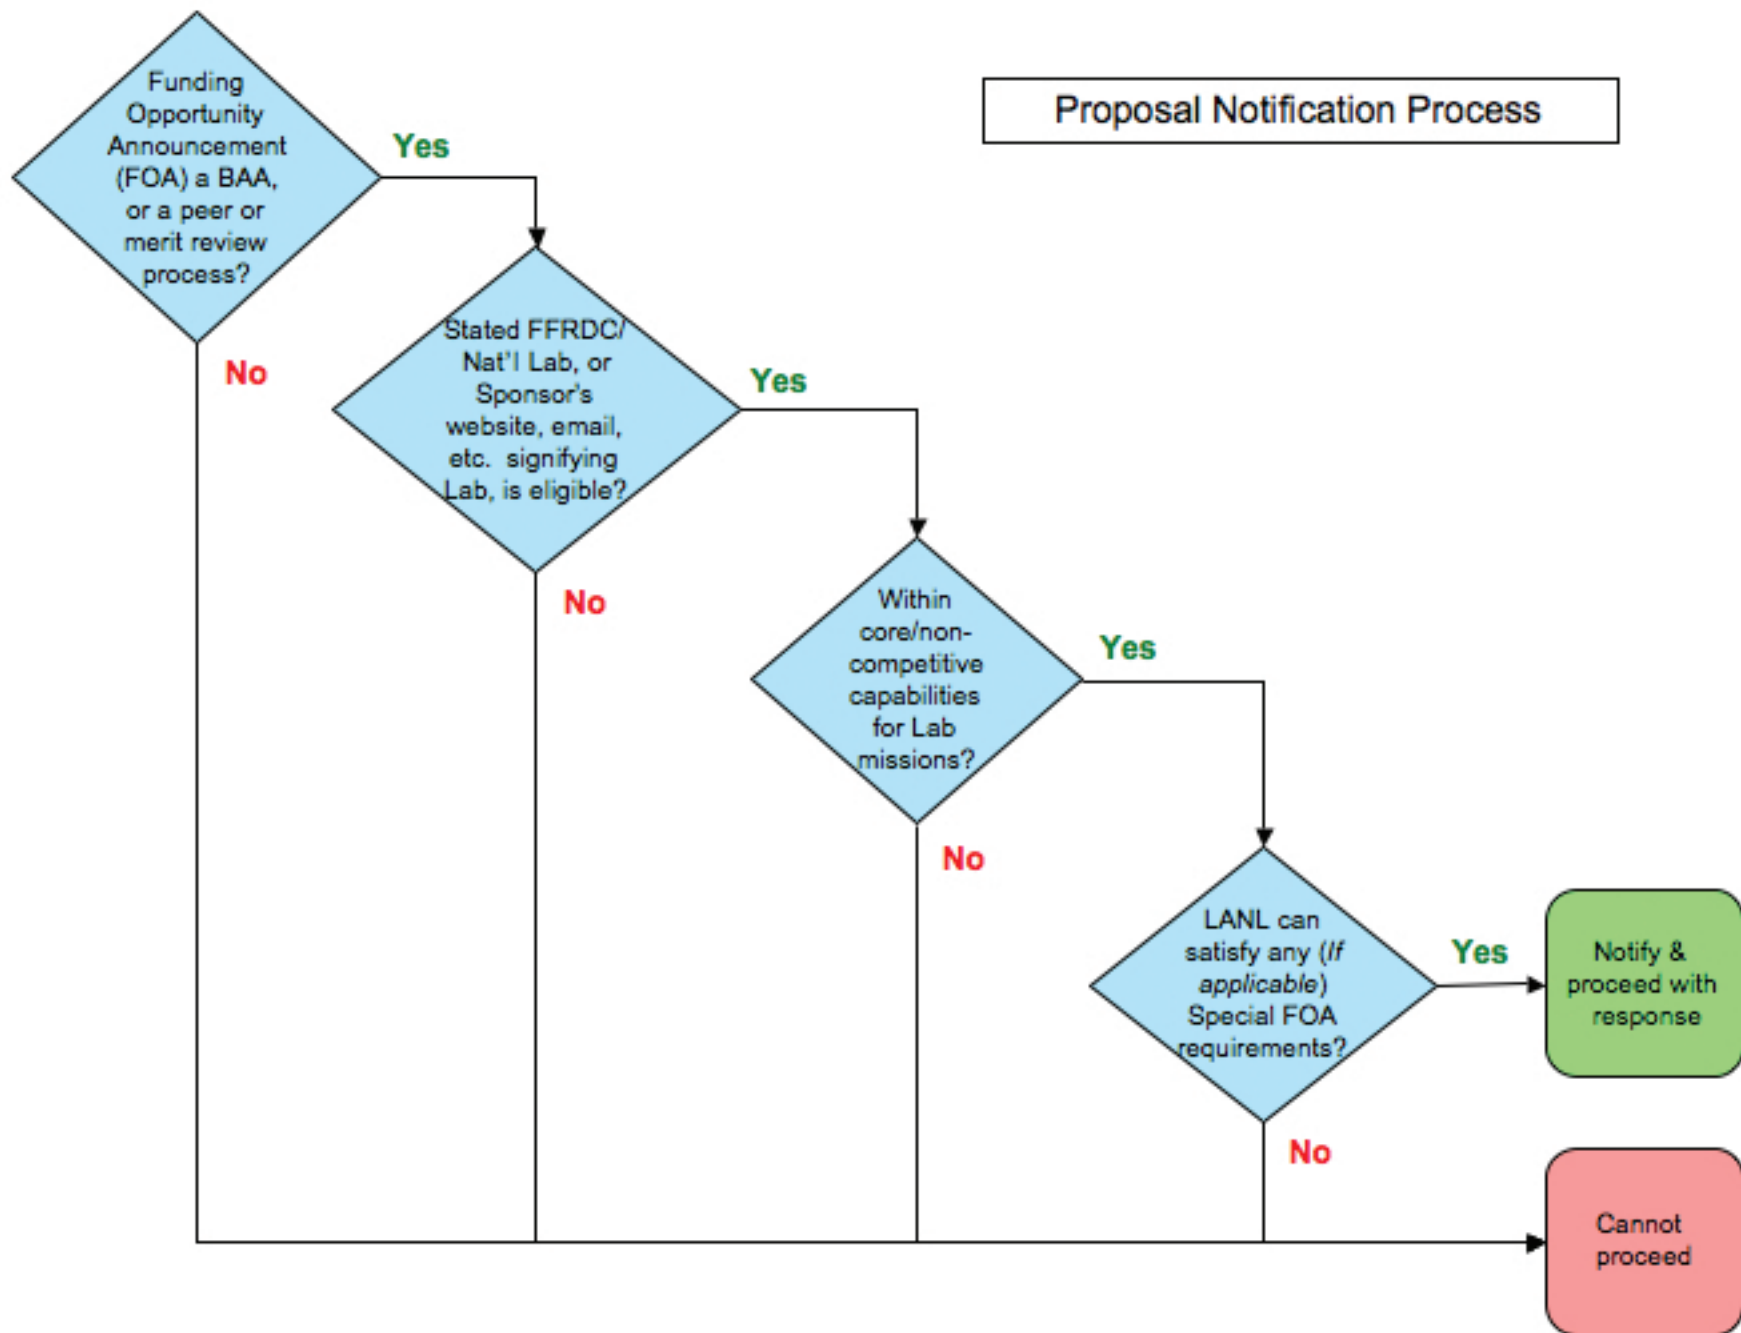 Proposal Notification Process
Funding
Opportunity
Announcement
(FOA) a BAA,
or a peer or
merit review
process?
Yes
No
Stated FFRDC/
Nat'l Lab, or
Sponsor's
website, email,
etc. signifying
Lab, is eligible?
Yes
No
Within
core/non-
competitive
capabilities
for Lab
missions?
Yes
No
LANL can
satisfy any (If
applicable)
Special FOA
requirements?
Yes
No
Notify &
proceed with
response
Cannot
proceed